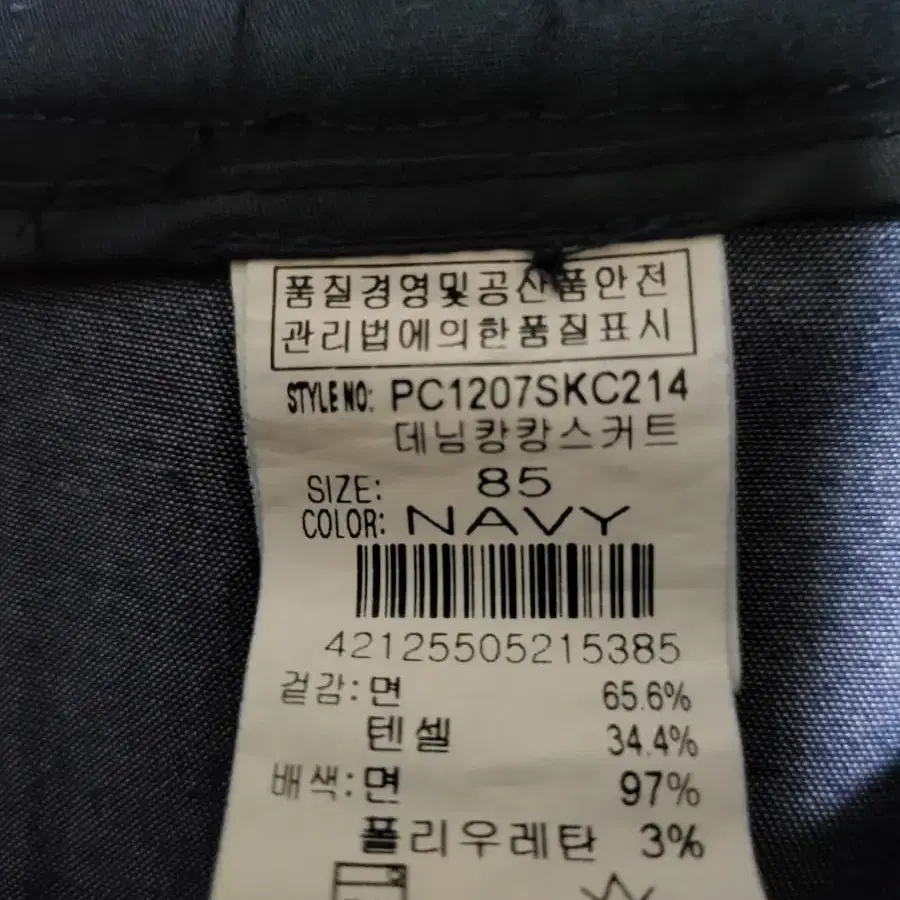 품질경영및공산품안전
관리법에의한품질표시
STYLE NO: PC1207SKC214
데님캉캉스커트
SIZE: 85
COLOR: NAVY
42125505215385
겉감: 면 65.6%
텐셀 34.4%
배색: 면 97%
폴리우레탄 3%